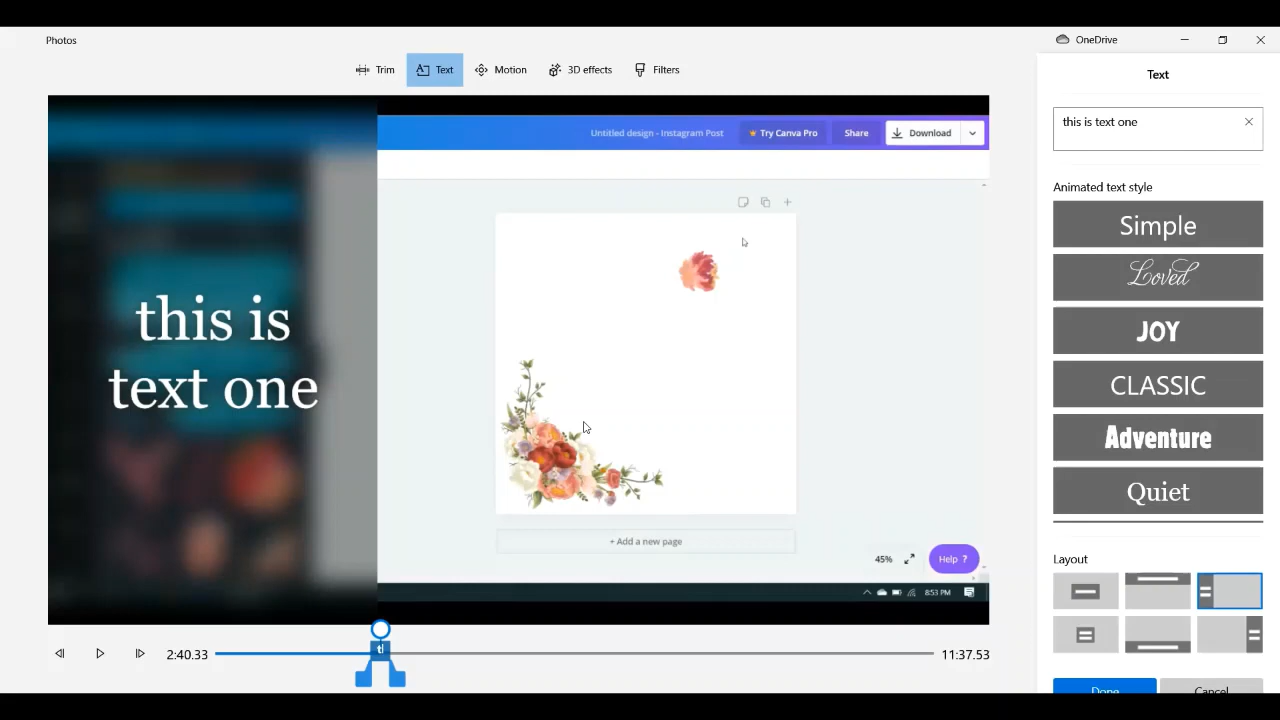 Photos
OneDrive
Trim
Text
Motion
3D effects
Filters
Text
this is text one
Animated text style
Simple
Loved
JOY
CLASSIC
Adventure
Quiet
Layout
Done
Cancel
Untitled design - Instagram Post
Try Canva Pro
Share
Download
this is
text one
+ Add a new page
45%
Help ?
8:53 PM
2:40.33
11:37.53